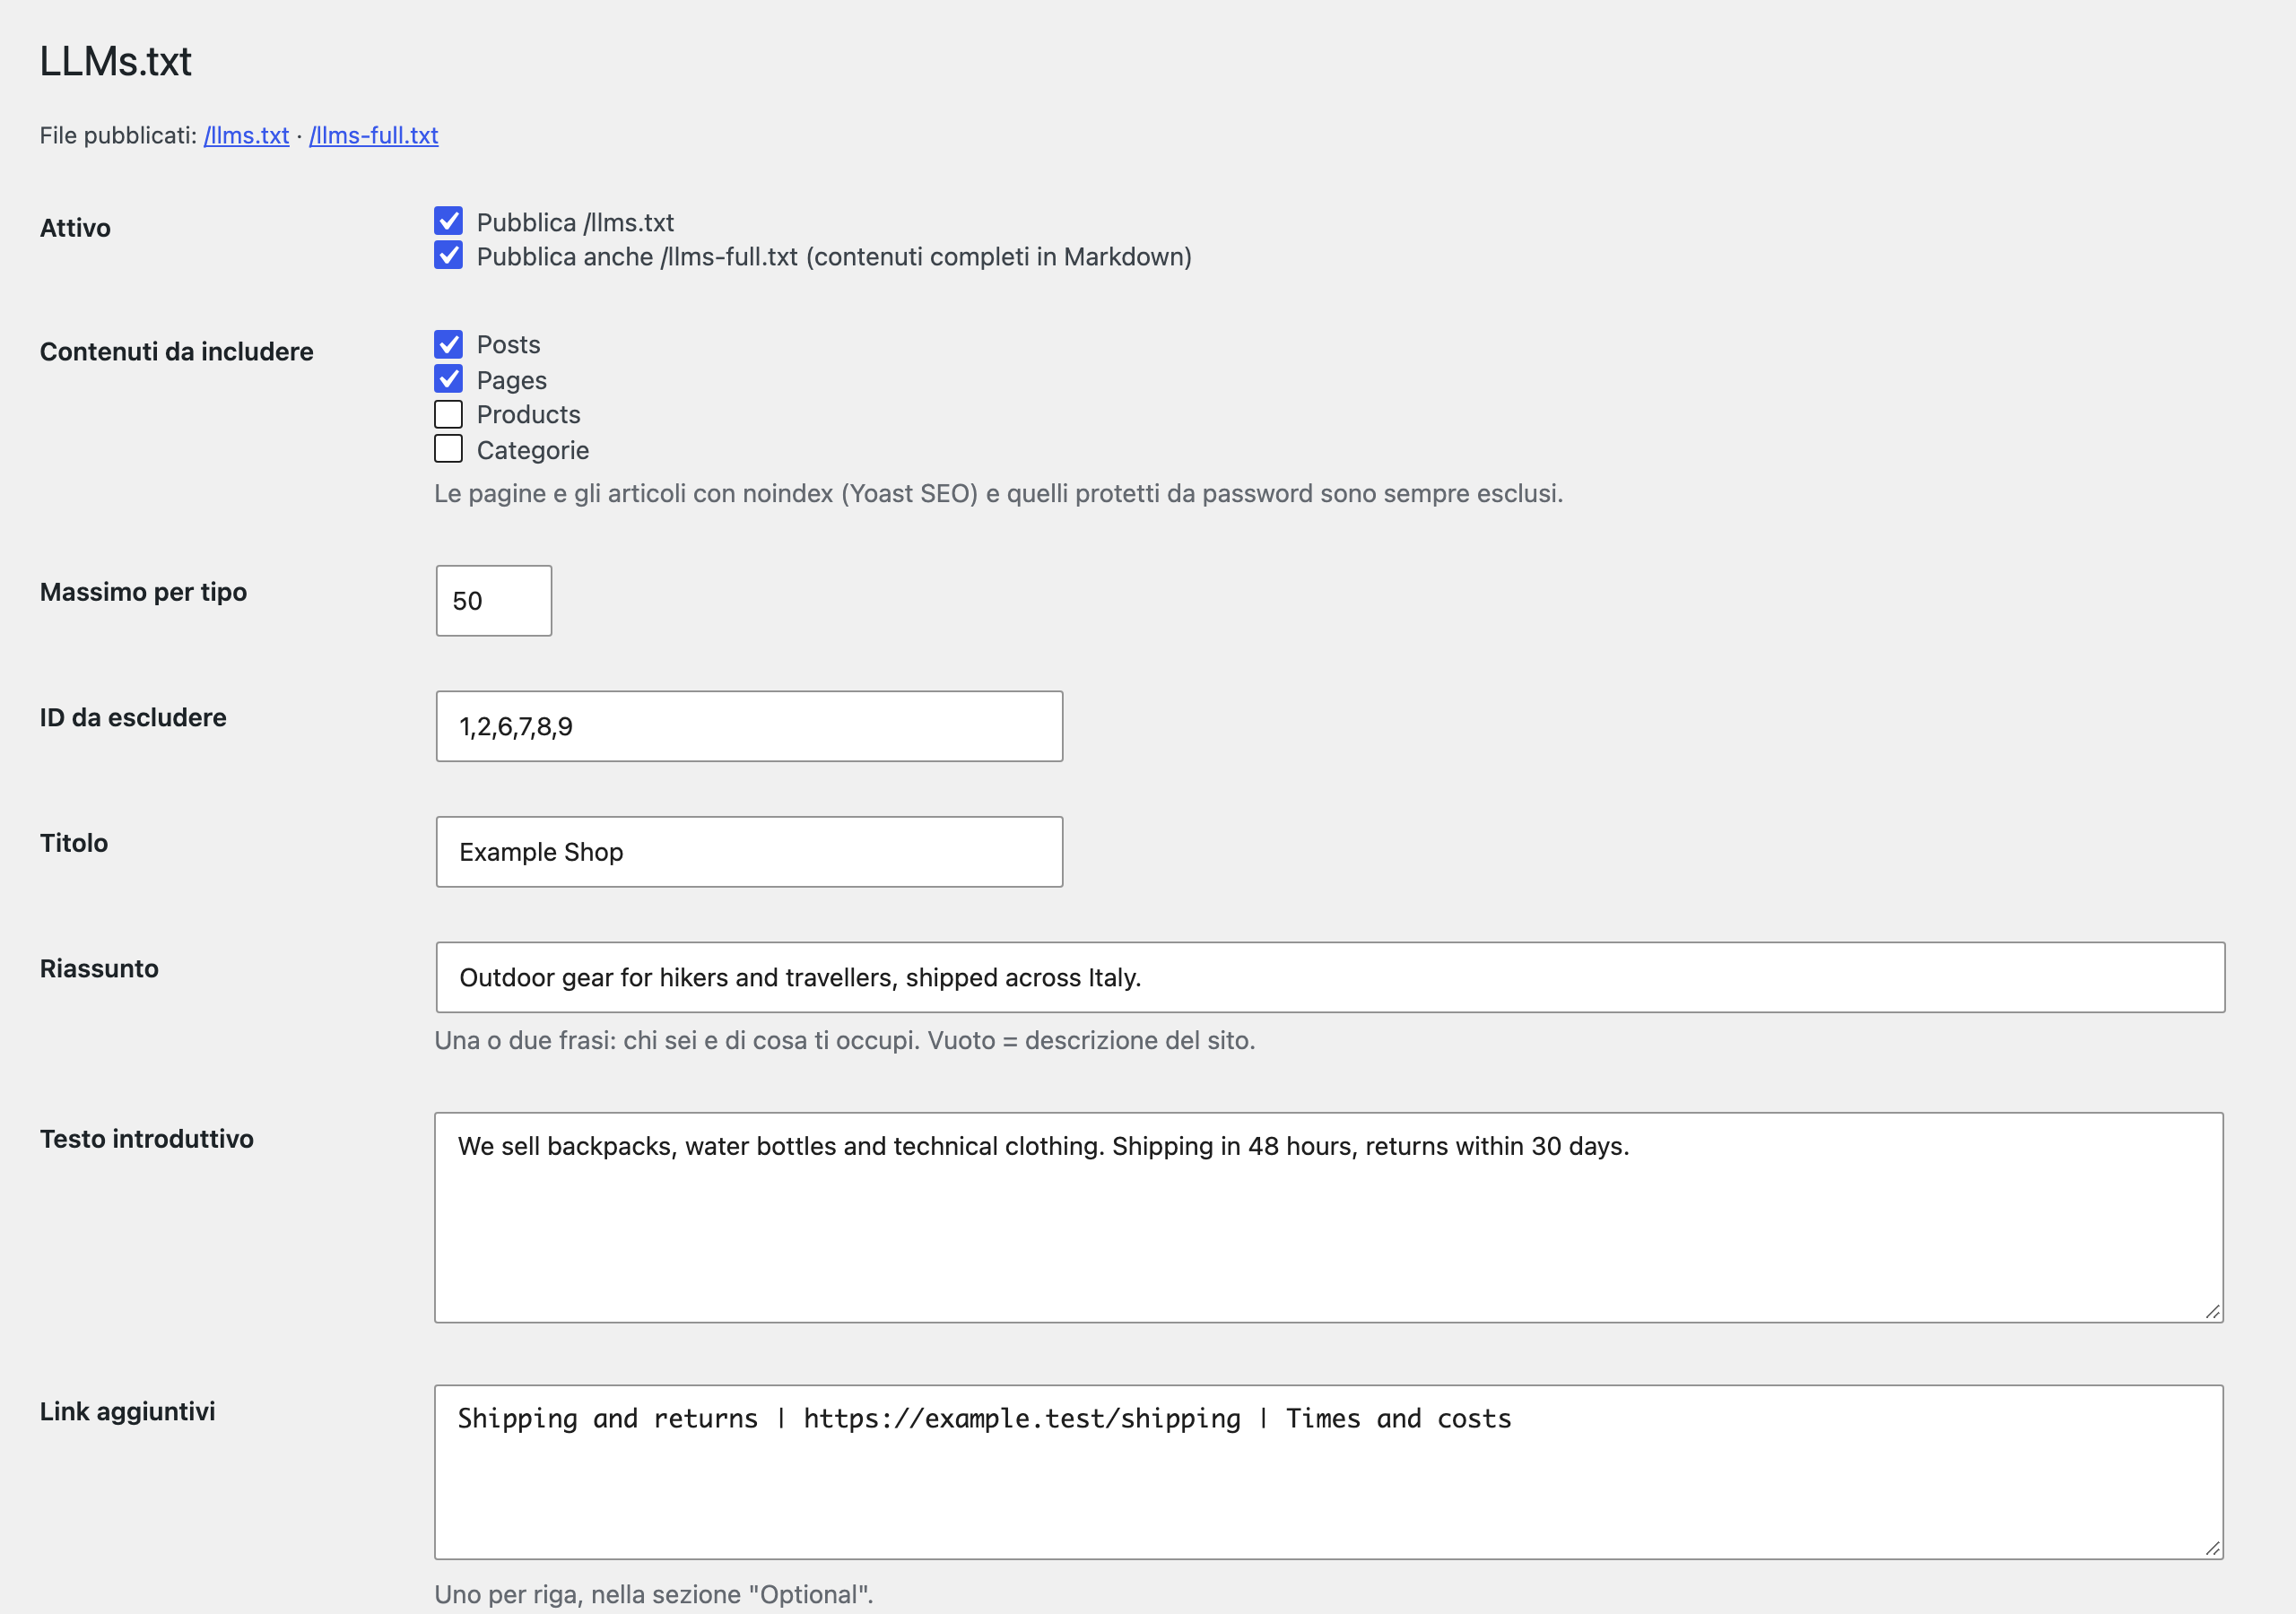 LLMs.txt
File pubblicati: /llms.txt · /llms-full.txt
Attivo
Pubblica /llms.txt
Pubblica anche /llms-full.txt (contenuti completi in Markdown)
Contenuti da includere
Posts
Pages
Products
Categorie
Le pagine e gli articoli con noindex (Yoast SEO) e quelli protetti da password sono sempre esclusi.
Massimo per tipo
50
ID da escludere
1,2,6,7,8,9
Titolo
Example Shop
Riassunto
Outdoor gear for hikers and travellers, shipped across Italy.
Una o due frasi: chi sei e di cosa ti occupi. Vuoto = descrizione del sito.
Testo introduttivo
We sell backpacks, water bottles and technical clothing. Shipping in 48 hours, returns within 30 days.
Link aggiuntivi
Shipping and returns | https://example.test/shipping | Times and costs
Uno per riga, nella sezione "Optional".